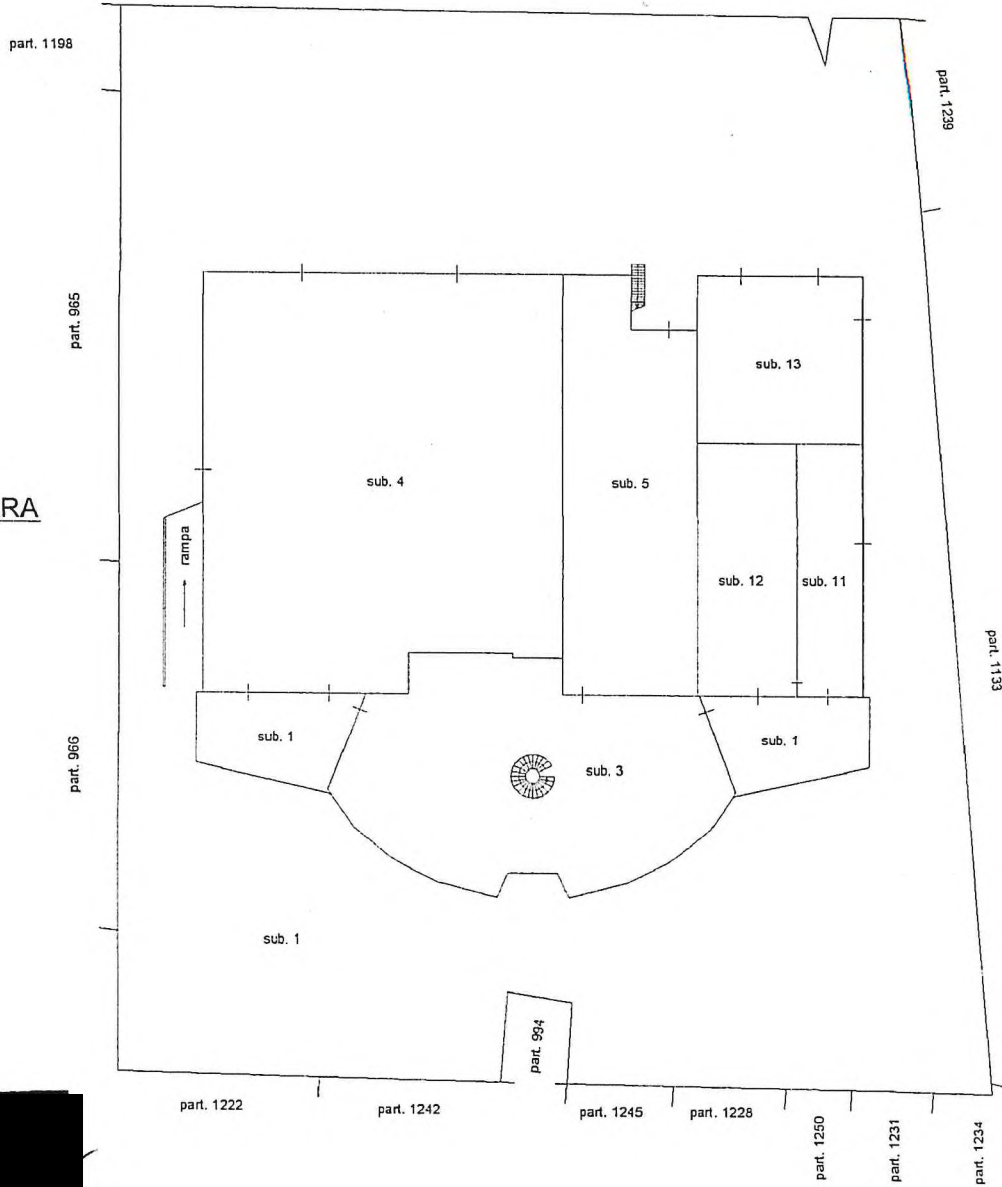 part. 1198
part. 1239
part. 965
sub. 13
sub. 4
sub. 5
RA
rampa
sub. 12
sub. 11
part. 1133
part. 966
sub. 1
sub. 3
sub. 1
sub. 1
part. 994
part. 1222
part. 1242
part. 1245
part. 1228
part. 1250
part. 1231
part. 1234